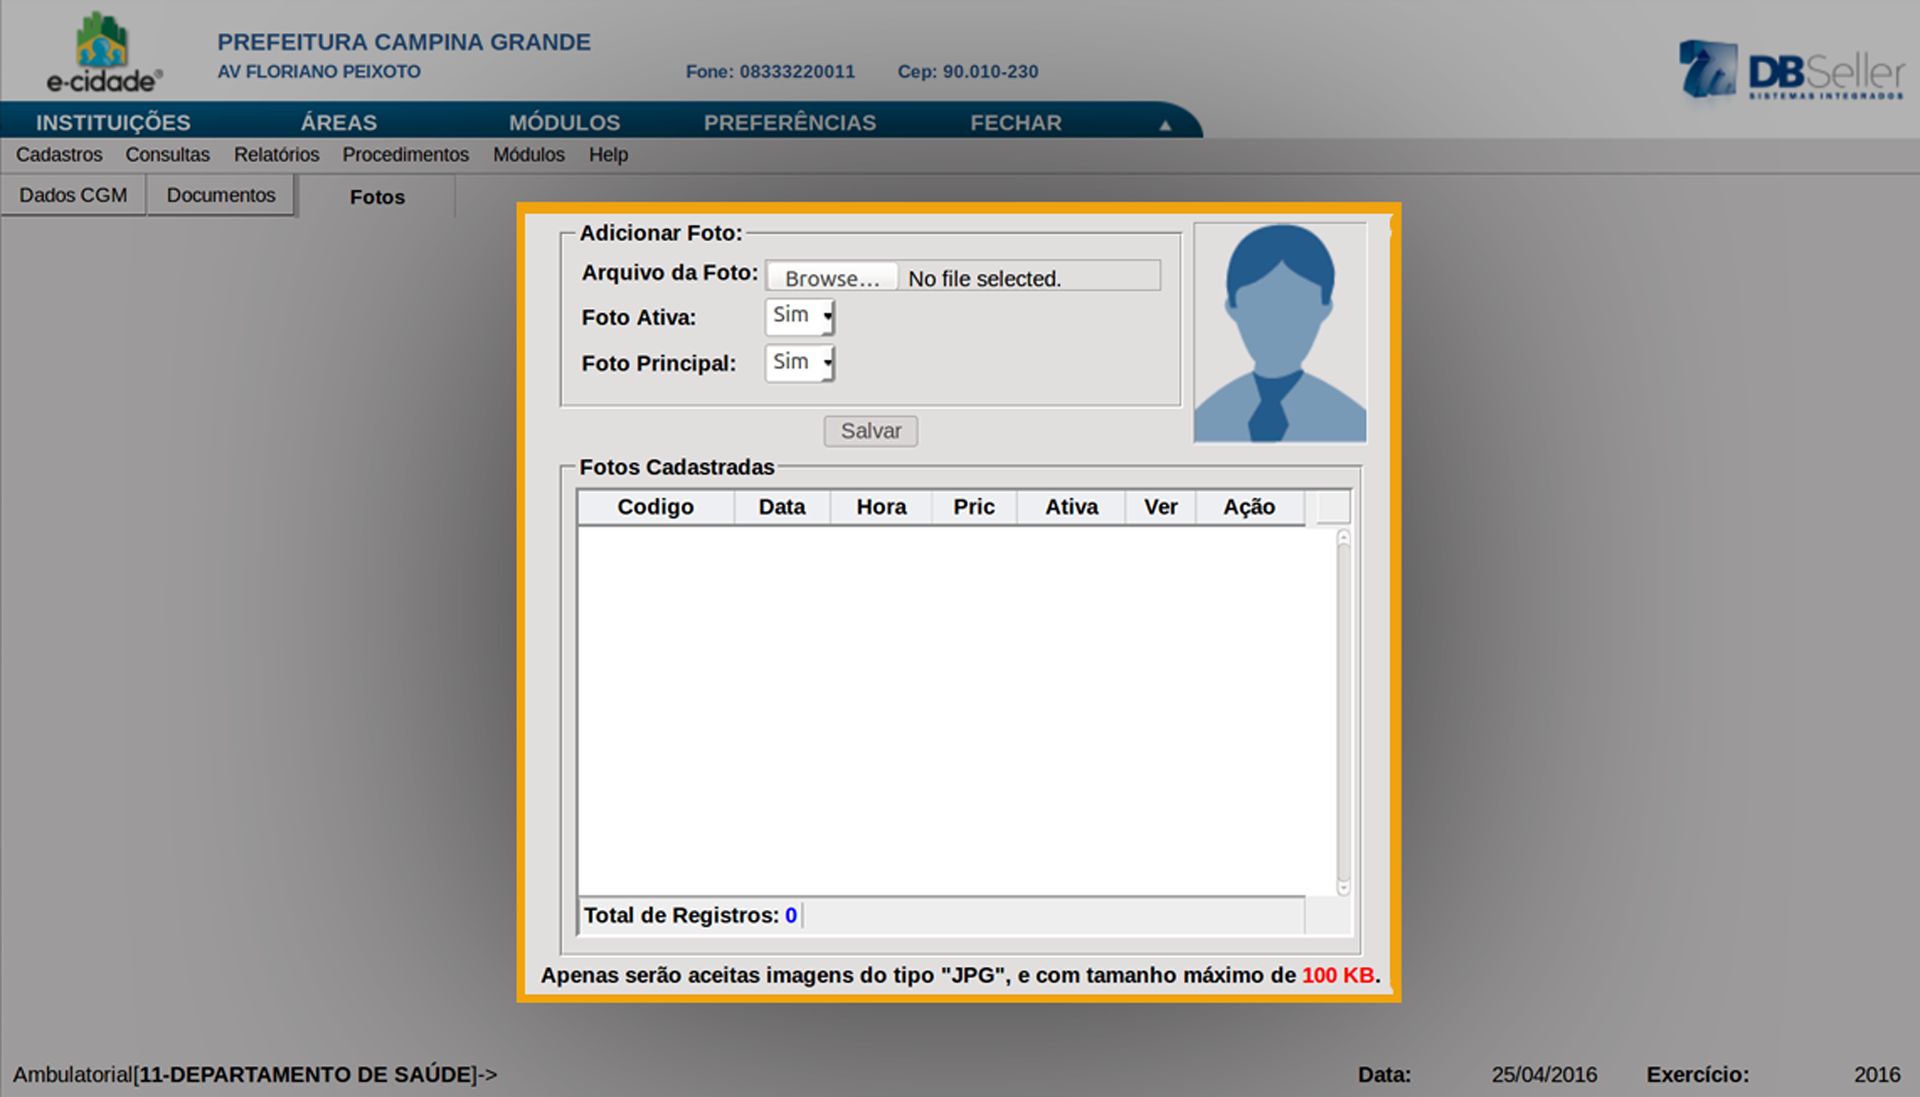 e-cidade®
PREFEITURA CAMPINA GRANDE
AV FLORIANO PEIXOTO
Fone: 08333220011 Cep: 90.010-230
DBSeller
SISTEMAS INTEGRADOS
INSTITUIÇÕES ÁREAS MÓDULOS PREFERÊNCIAS FECHAR ▲
Cadastros Consultas Relatórios Procedimentos Módulos Help
Dados CGM Documentos Fotos
Adicionar Foto:
Arquivo da Foto: Browse... No file selected.
Foto Ativa: Sim
Foto Principal: Sim
Salvar
Fotos Cadastradas
Codigo Data Hora Pric Ativa Ver Ação
Total de Registros: 0
Apenas serão aceitas imagens do tipo "JPG", e com tamanho máximo de 100 KB.
Ambulatorial[11-DEPARTAMENTO DE SAÚDE]-> Data: 25/04/2016 Exercício: 2016